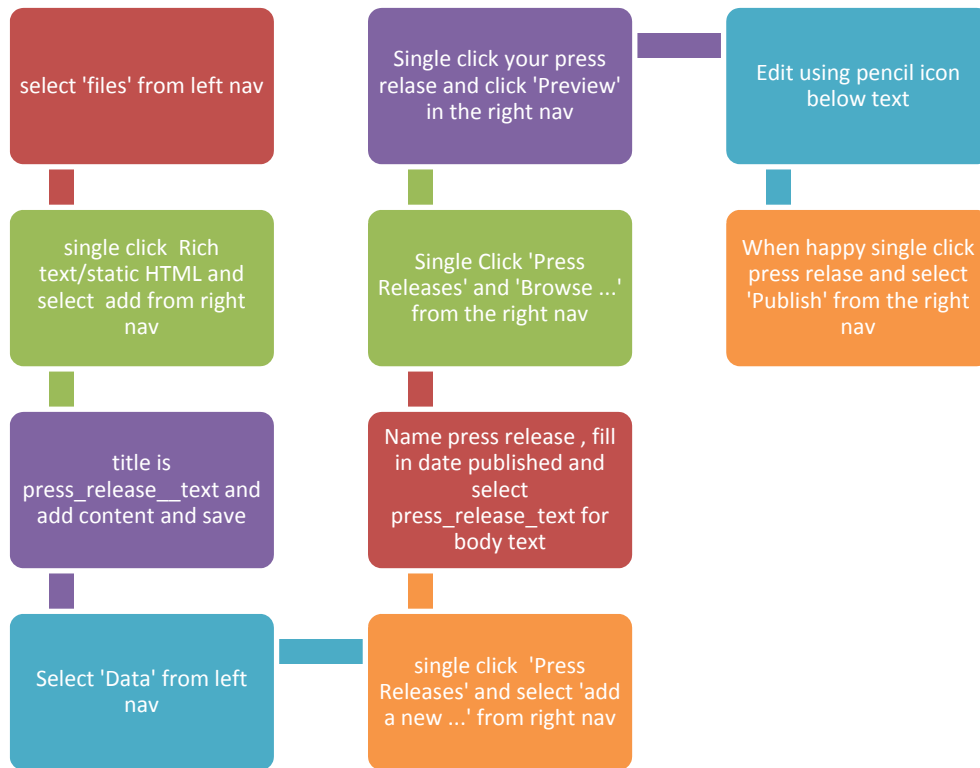 select 'files' from left nav
single click  Rich
text/static HTML and
select  add from right
nav
title is
press_release__text and
add content and save
Select 'Data' from left
nav
single click  'Press
Releases' and select 'add
a new ...' from right nav
Name press release , fill
in date published and
select
press_release_text for
body text
Single Click 'Press
Releases' and 'Browse ...'
from the right nav
Single click your press
relase and click 'Preview'
in the right nav
Edit using pencil icon
below text
When happy single click
press relase and select
'Publish' from the right
nav